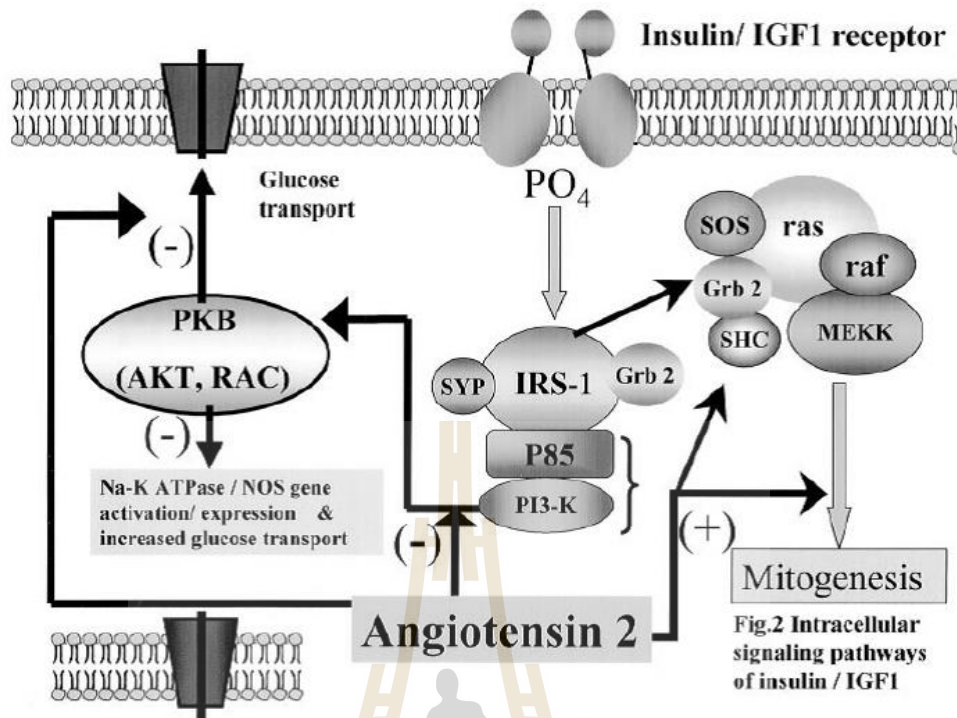 Insulin/ IGF1 receptor
Glucose
transport
PO4
(-)
SOS
ras
raf
Grb 2
SHC
MEKK
PKB
(AKT, RAC)
SYP
IRS-1
Grb 2
P85
PI3-K
(-)
Na-K ATPase / NOS gene
activation/ expression &
increased glucose transport
(-)
(+)
Angiotensin 2
Mitogenesis
Fig.2 Intracellular
signaling pathways
of insulin / IGF1